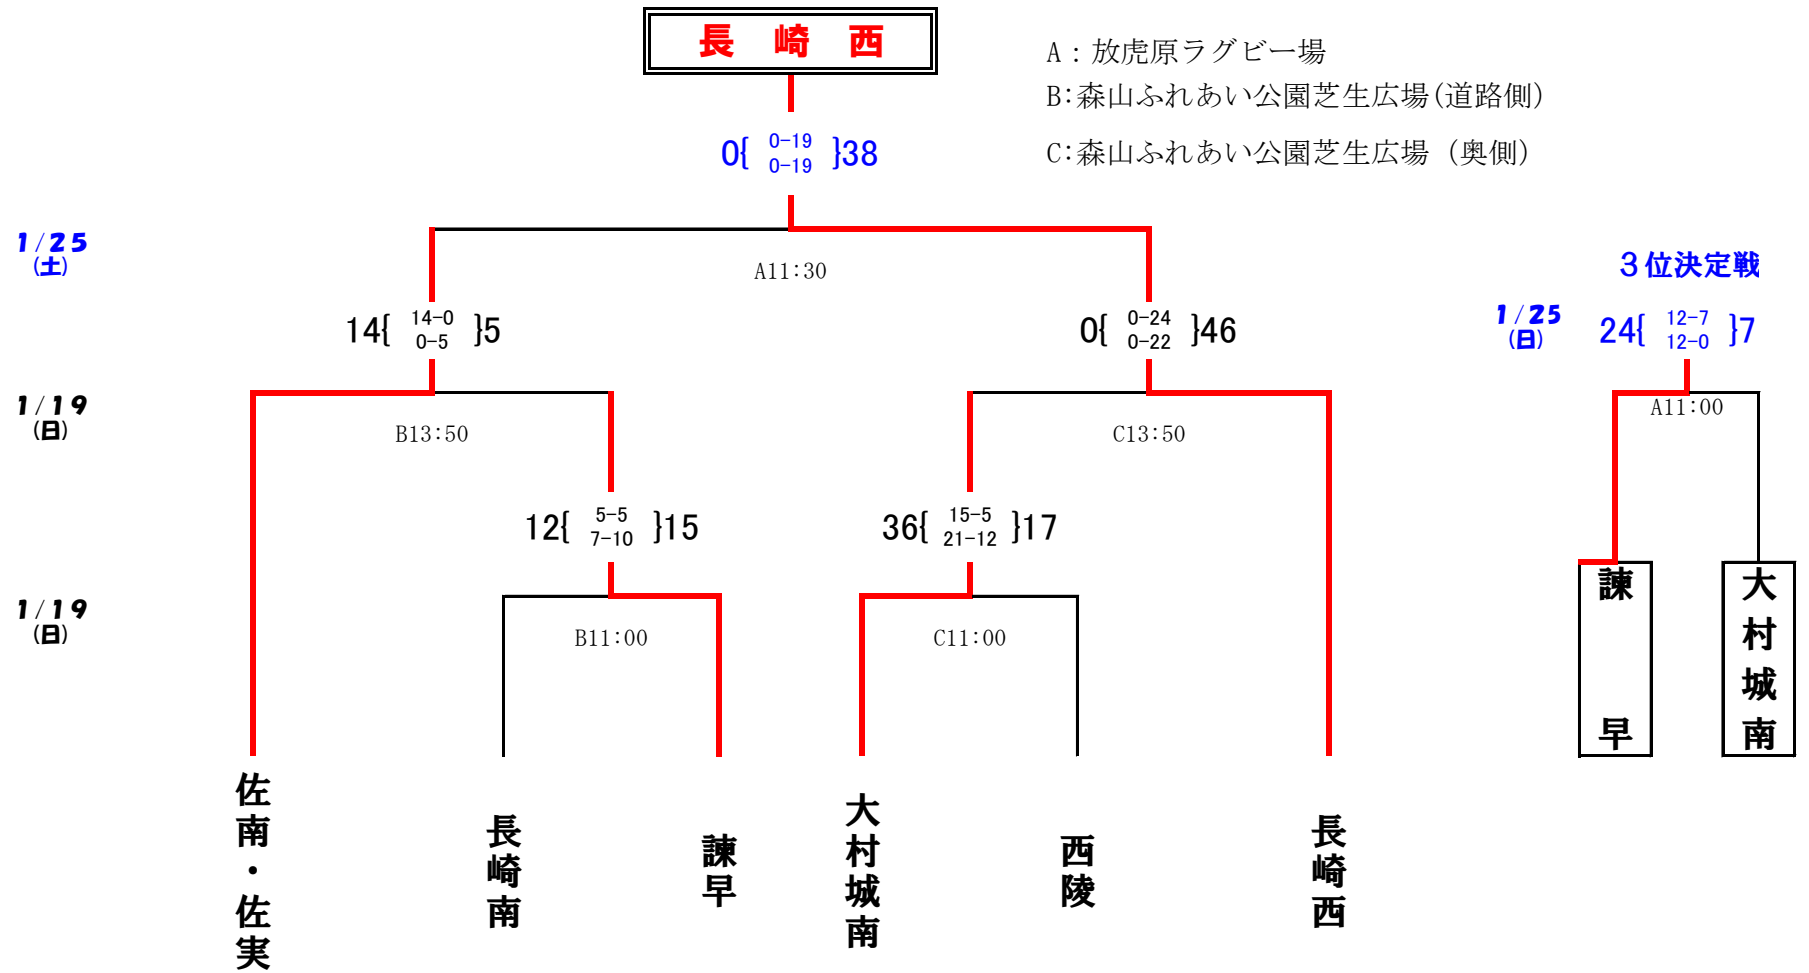 長崎西
A：放虎原ラグビー場
B:森山ふれあい公園芝生広場(道路側)
C:森山ふれあい公園芝生広場（奥側）
0{ 0-19 }38
0-19
1/25
(土)
A11:30
3位決定戦
14{ 14-0 }5
0-5
0{ 0-24 }46
0-22
1/25
(日)
24{ 12-7 }7
12-0
1/19
(日)
B13:50
C13:50
A11:00
12{ 5-5 }15
7-10
36{ 15-5 }17
21-12
1/19
(日)
B11:00
C11:00
諫早
大村城南
佐南・佐実
長崎南
諫早
大村城南
西陵
長崎西